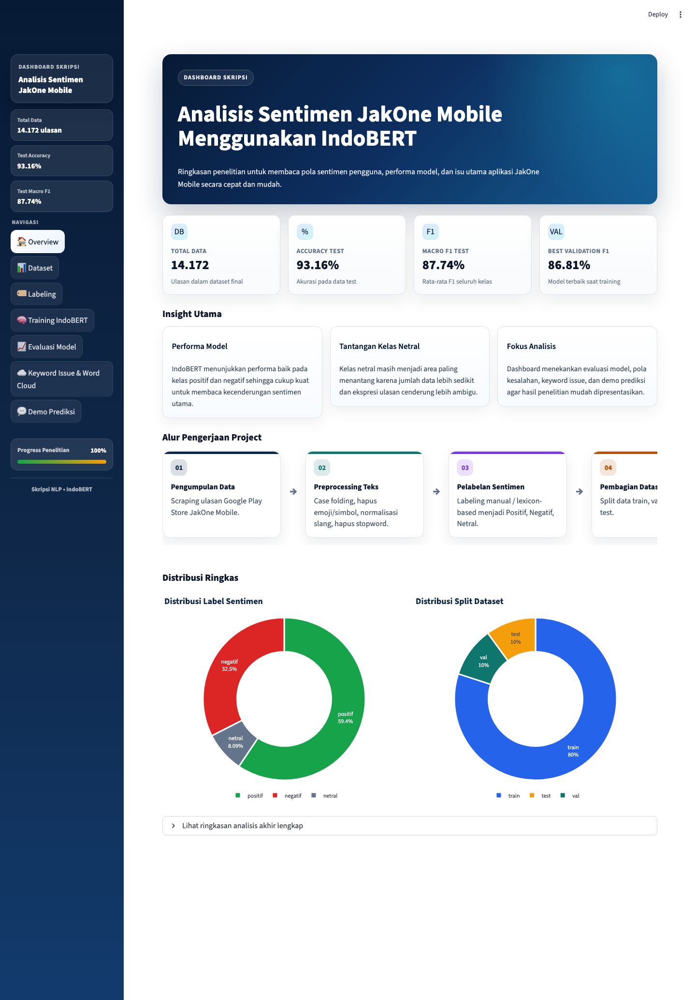 Deploy
DASHBOARD SKRIPSI
Analisis Sentimen
JakOne Mobile
Total Data
14.172 ulasan
Test Accuracy
93.16%
Test Macro F1
87.74%
NAVIGASI
Overview
Dataset
Labeling
Training IndoBERT
Evaluasi Model
Keyword Issue & Word
Cloud
Demo Prediksi
Progress Penelitian 100%
Skripsi NLP • IndoBERT
DASHBOARD SKRIPSI
Analisis Sentimen JakOne Mobile
Menggunakan IndoBERT
Ringkasan penelitian untuk membaca pola sentimen pengguna, performa model, dan isu utama aplikasi JakOne
Mobile secara cepat dan mudah.
DB
TOTAL DATA
14.172
Ulasan dalam dataset final
%
ACCURACY TEST
93.16%
Akurasi pada data test
F1
MACRO F1 TEST
87.74%
Rata-rata F1 seluruh kelas
VAL
BEST VALIDATION F1
86.81%
Model terbaik saat training
Insight Utama
Performa Model
IndoBERT menunjukkan performa baik pada
kelas positif dan negatif sehingga cukup kuat
untuk membaca kecenderungan sentimen
utama.
Tantangan Kelas Netral
Kelas netral masih menjadi area paling
menantang karena jumlah data lebih sedikit
dan ekspresi ulasan cenderung lebih ambigu.
Fokus Analisis
Dashboard menekankan evaluasi model, pola
kesalahan, keyword issue, dan demo prediksi
agar hasil penelitian mudah dipresentasikan.
Alur Pengerjaan Project
01
Pengumpulan Data
Scraping ulasan Google Play
Store JakOne Mobile.
02
Preprocessing Teks
Case folding, hapus
emoji/simbol, normalisasi
slang, hapus stopword.
03
Pelabelan Sentimen
Labeling manual / lexicon-
based menjadi Positif, Negatif,
Netral.
04
Pembagian Datas
Split data train, va
test.
Distribusi Ringkas
Distribusi Label Sentimen
negatif
32.5%
positif
59.4%
netral
8.09%
positif negatif netral
Distribusi Split Dataset
test
10%
val
10%
train
80%
train test val
Lihat ringkasan analisis akhir lengkap